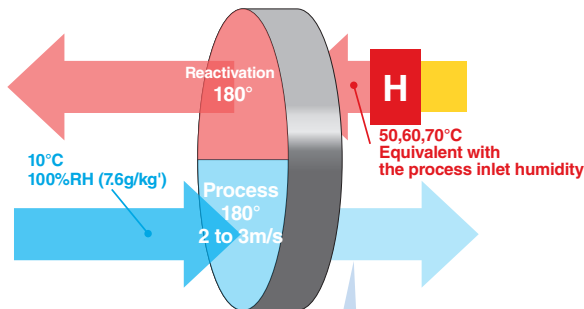 Reactivation
180°
H
50,60,70°C
Equivalent with
the process inlet humidity
10°C
100%RH (7.6g/kg')
Process
180°
2 to 3m/s